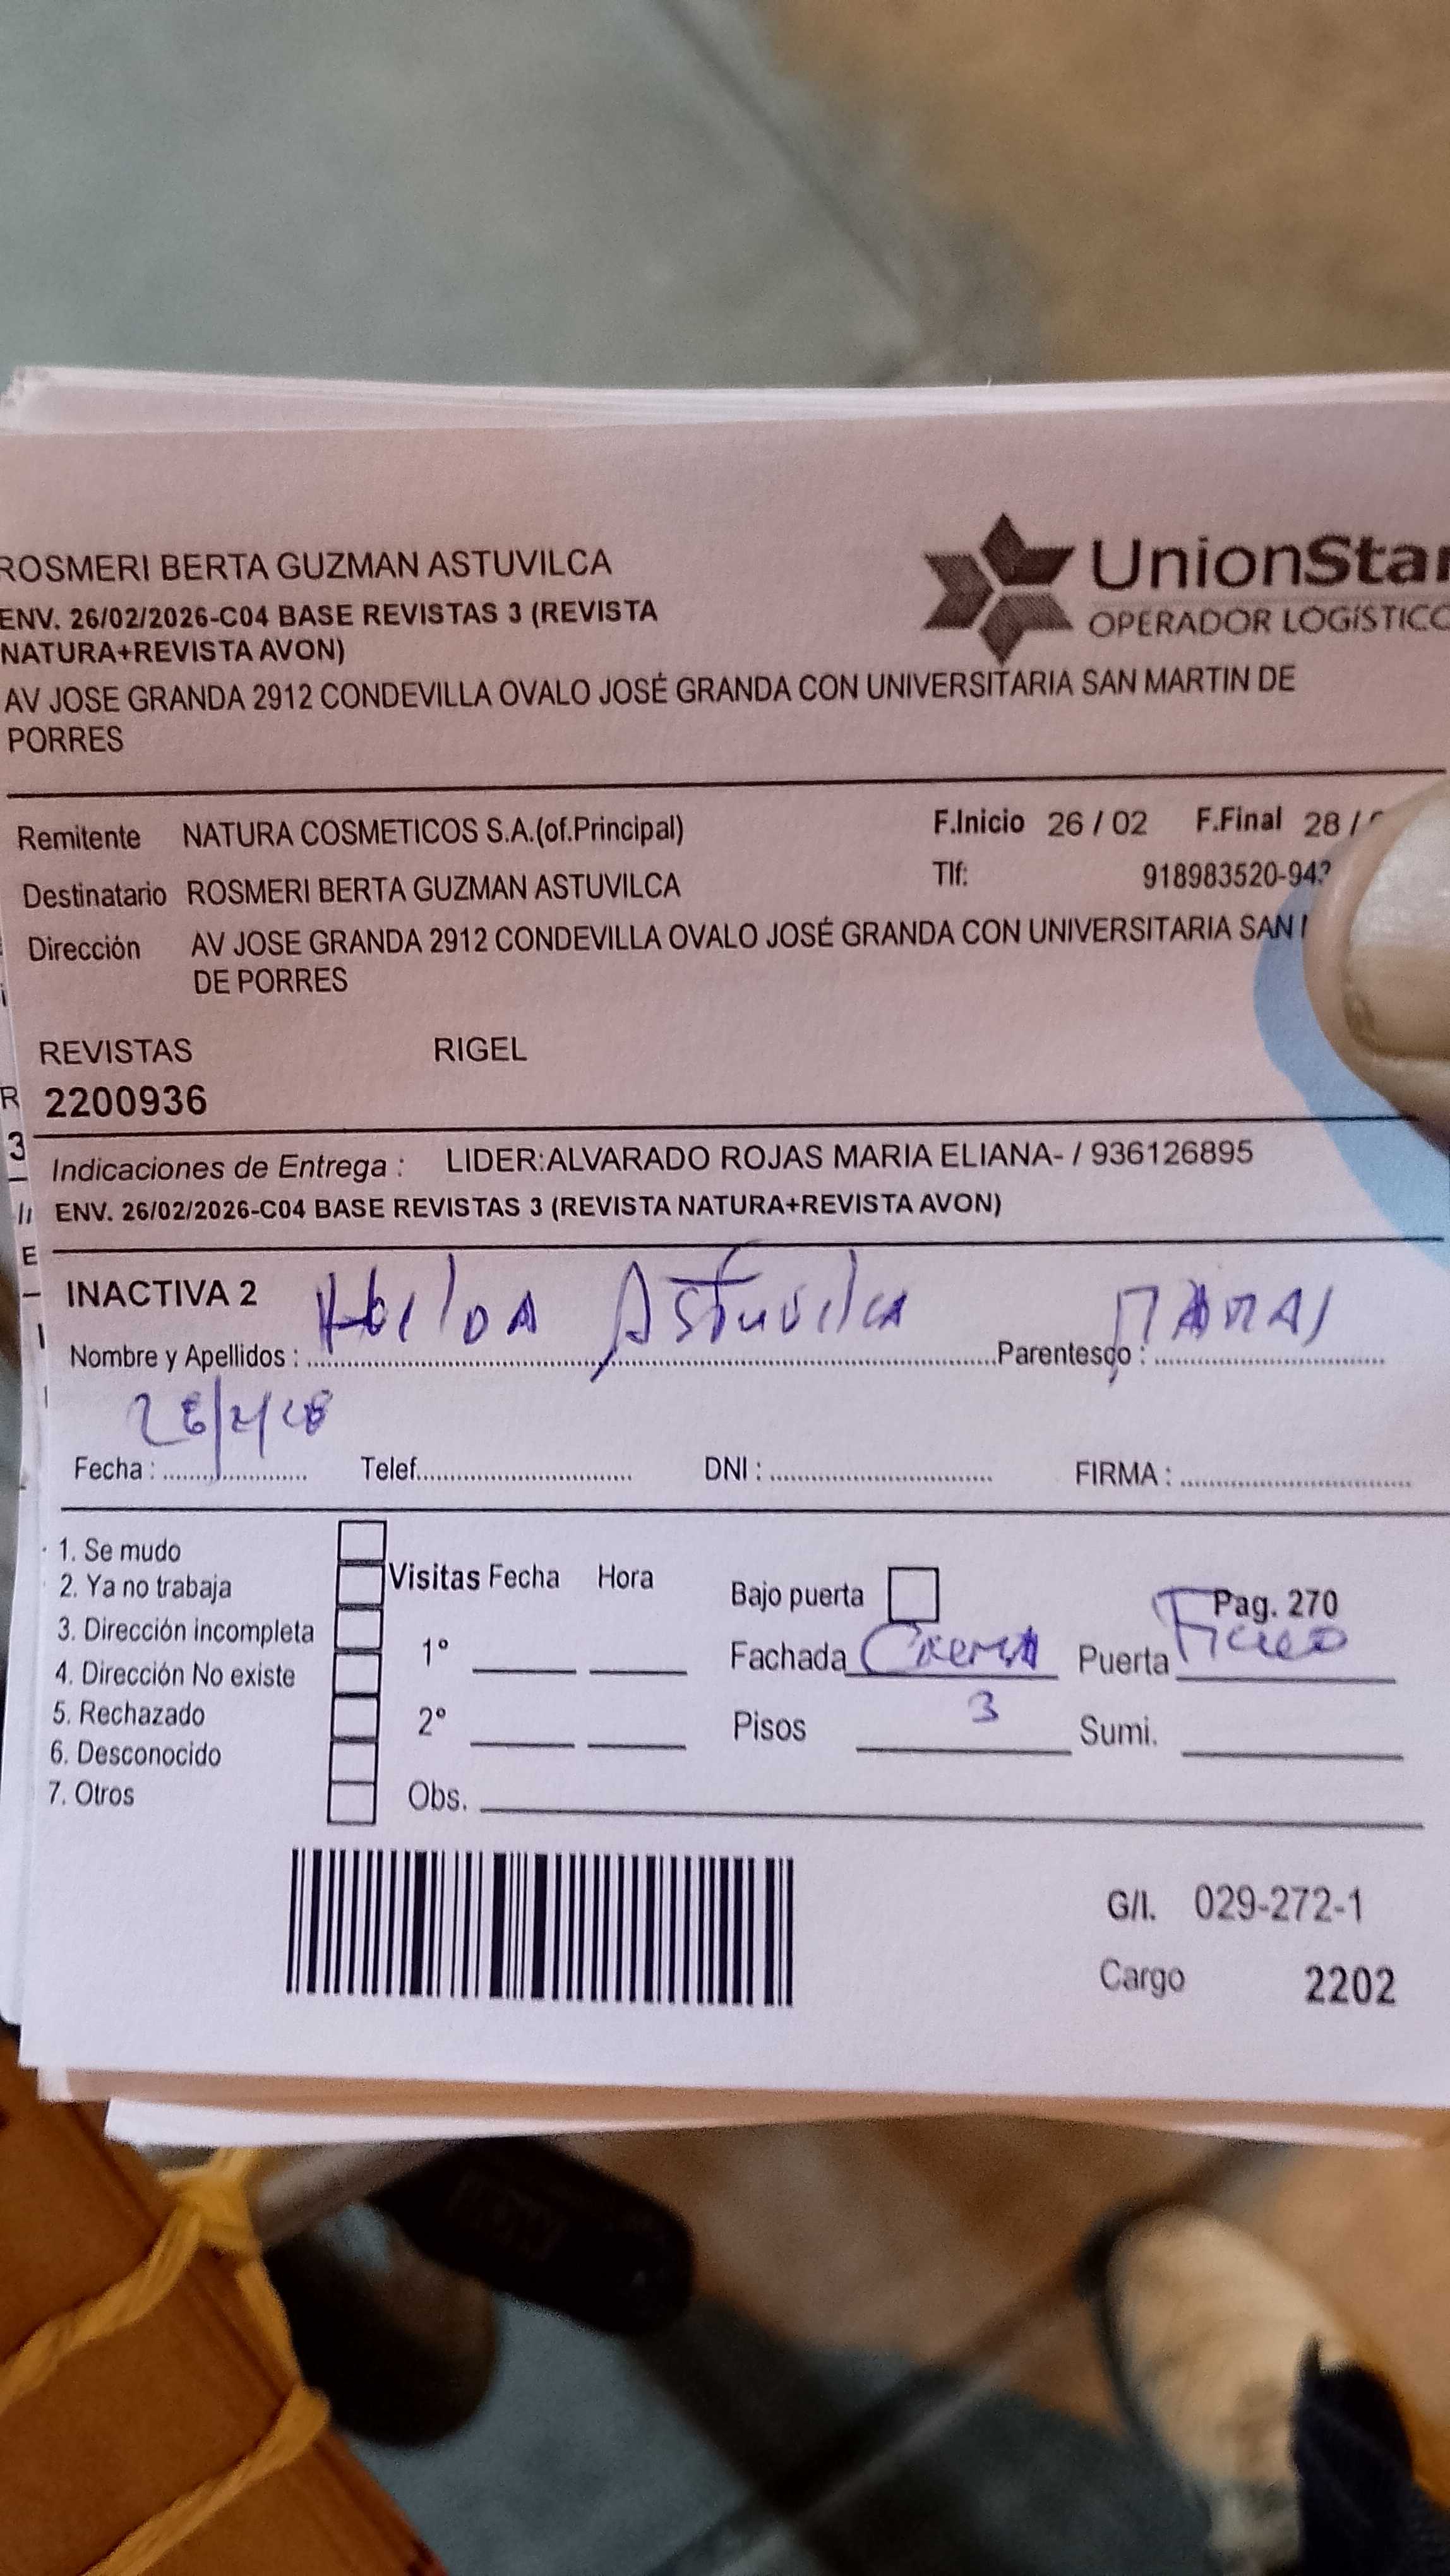 ROSMERI BERTA GUZMAN ASTUVILCA
ENV. 26/02/2026-C04 BASE REVISTAS 3 (REVISTA
NATURA+REVISTA AVON)
AV JOSE GRANDA 2912 CONDEVILLA OVALO JOSÉ GRANDA CON UNIVERSITARIA SAN MARTIN DE
PORRES
UnionStar
OPERADOR LOGÍSTICO
Remitente NATURA COSMETICOS S.A.(of.Principal) F.Inicio 26 / 02 F.Final 28 /
Destinatario ROSMERI BERTA GUZMAN ASTUVILCA Tlf: 918983520-943
Dirección AV JOSE GRANDA 2912 CONDEVILLA OVALO JOSÉ GRANDA CON UNIVERSITARIA SAN
DE PORRES
REVISTAS RIGEL
2200936
Indicaciones de Entrega : LIDER:ALVARADO ROJAS MARIA ELIANA- / 936126895
ENV. 26/02/2026-C04 BASE REVISTAS 3 (REVISTA NATURA+REVISTA AVON)
INACTIVA 2
Nombre y Apellidos : Astuvilca Parentesco :
Fecha : Telef. DNI : FIRMA :
1. Se mudo
2. Ya no trabaja
3. Dirección incompleta
4. Dirección No existe
5. Rechazado
6. Desconocido
7. Otros
Visitas Fecha Hora
1º
2º
Obs.
Bajo puerta Pag. 270
Fachada Crema Puerta Fierro
Pisos 3 Sumi.
G/I. 029-272-1
Cargo 2202